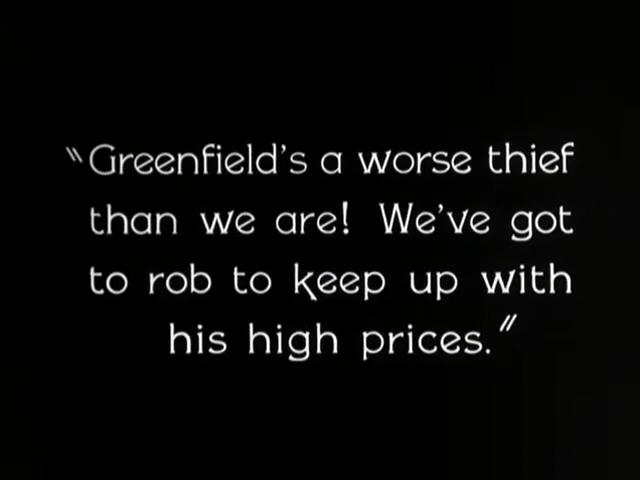 "Greenfield's a worse thief
than we are! We've got
to rob to keep up with
his high prices."